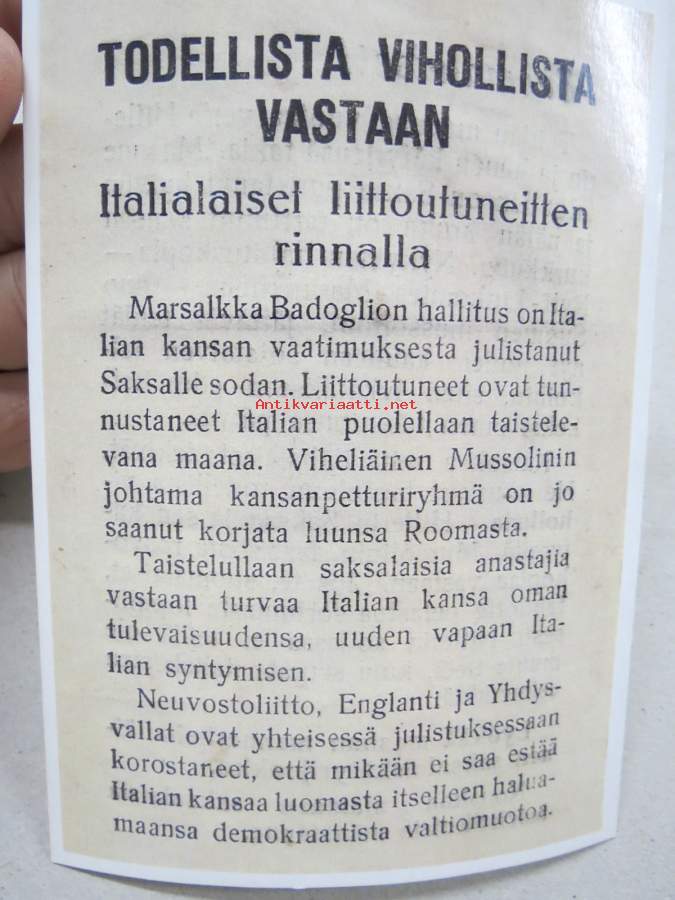 TODELLISTA VIHOLLISTA
VASTAAN
Italialaiset liittoutuneitten
rinnalla
Marsalkka Badoglion hallitus on Ita-
lian kansan vaatimuksesta julistanut
Saksalle sodan. Liittoutuneet ovat tun-
Antikvariaatti.net
nustaneet Italian puolellaan taistele-
vana maana. Viheliäinen Mussolinin
johtama kansanpetturiryhmä on jo
saanut korjata luunsa Roomasta.
Taistelullaan saksalaisia anastajia
vastaan turvaa Italian kansa oman
tulevaisuudensa, uuden vapaan Ita-
lian syntymisen.
Neuvostoliitto, Englanti ja Yhdys-
vallat ovat yhteisessä julistuksessaan
korostaneet, että mikään ei saa estää
Italian kansaa luomasta itselleen halua-
maansa demokraattista valtiomuotoa.